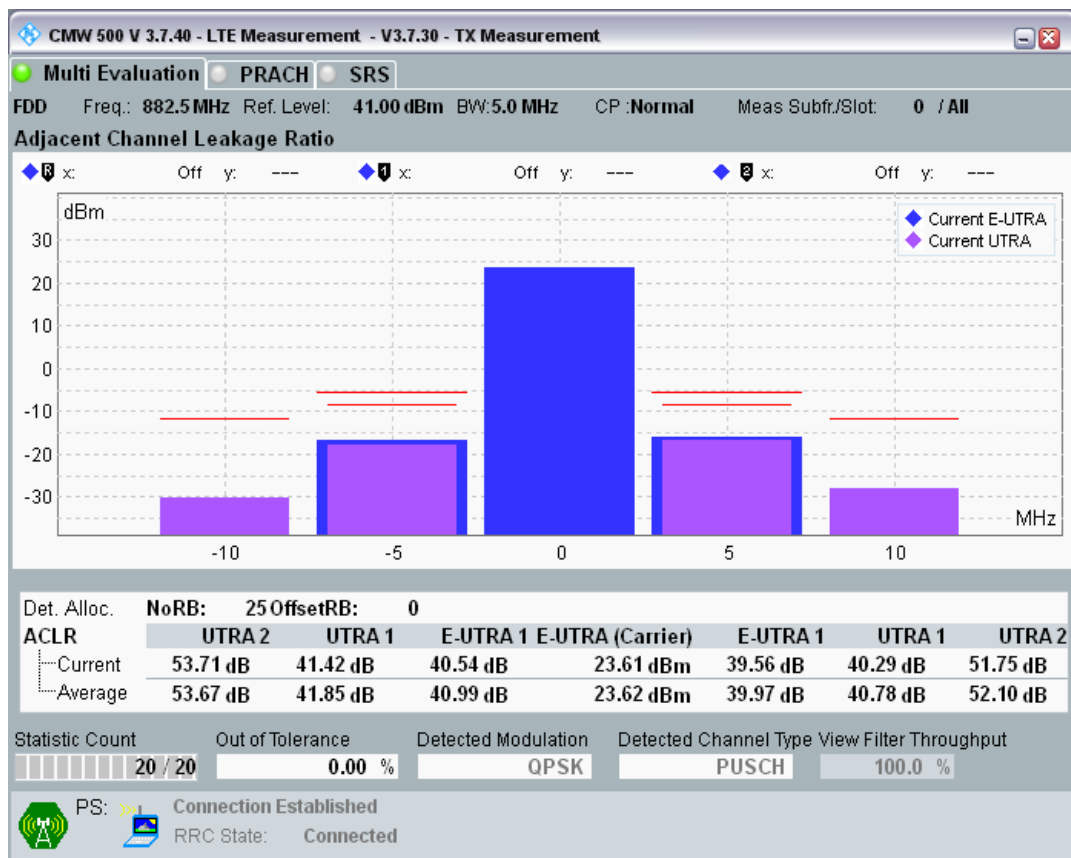 CMW 500 V 3.7.40 - LTE Measurement - V3.7.30 - TX Measurement
Multi Evaluation PRACH SRS
FDD Freq.: 882.5 MHz Ref. Level: 41.00 dBm BW:5.0 MHz CP :Normal Meas Subfr./Slot: 0 / All
Adjacent Channel Leakage Ratio
R x: Off y: --- 1 x: Off y: --- 2 x: Off y: ---
dBm
Current E-UTRA
Current UTRA
30
20
10
0
-10
-20
-30
MHz
-10 -5 0 5 10
Det. Alloc. NoRB: 25 OffsetRB: 0
ACLR UTRA 2 UTRA 1 E-UTRA 1 E-UTRA (Carrier) E-UTRA 1 UTRA 1 UTRA 2
Current 53.71 dB 41.42 dB 40.54 dB 23.61 dBm 39.56 dB 40.29 dB 51.75 dB
Average 53.67 dB 41.85 dB 40.99 dB 23.62 dBm 39.97 dB 40.78 dB 52.10 dB
Statistic Count Out of Tolerance Detected Modulation Detected Channel Type View Filter Throughput
20 / 20 0.00 % QPSK PUSCH 100.0 %
PS: Connection Established
RRC State: Connected